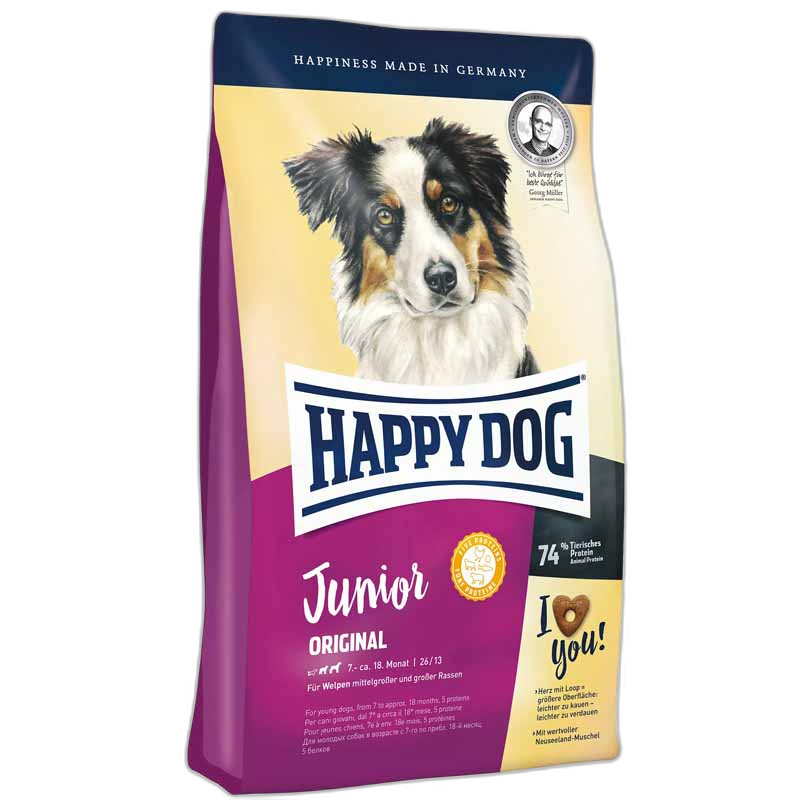 HAPPINESS MADE IN GERMANY
"Ich bürge für
beste Qualität"
Georg Müller
HAPPY DOG®
74 % Tierisches
Protein
Animal Protein
FIVE PROTEINS
FÜNF PROTEINE
Junior
ORIGINAL
7.- ca. 18. Monat | 26/13
Für Welpen mittelgroßer und großer Rassen
For young dogs, from 7 to approx. 18 months, 5 proteins
Per cani giovani, dal 7° a circa il 18° mese, 5 proteine
Pour jeunes chiens, 7e à env. 18e mois, 5 protéines
Для молодых собак в возрасте с 7-го по прибл. 18-й месяц
5 белков
I you!
Herz mit Loop =
größere Oberfläche:
leichter zu kauen –
leichter zu verdauen
Mit wertvoller
Neuseeland-Muschel